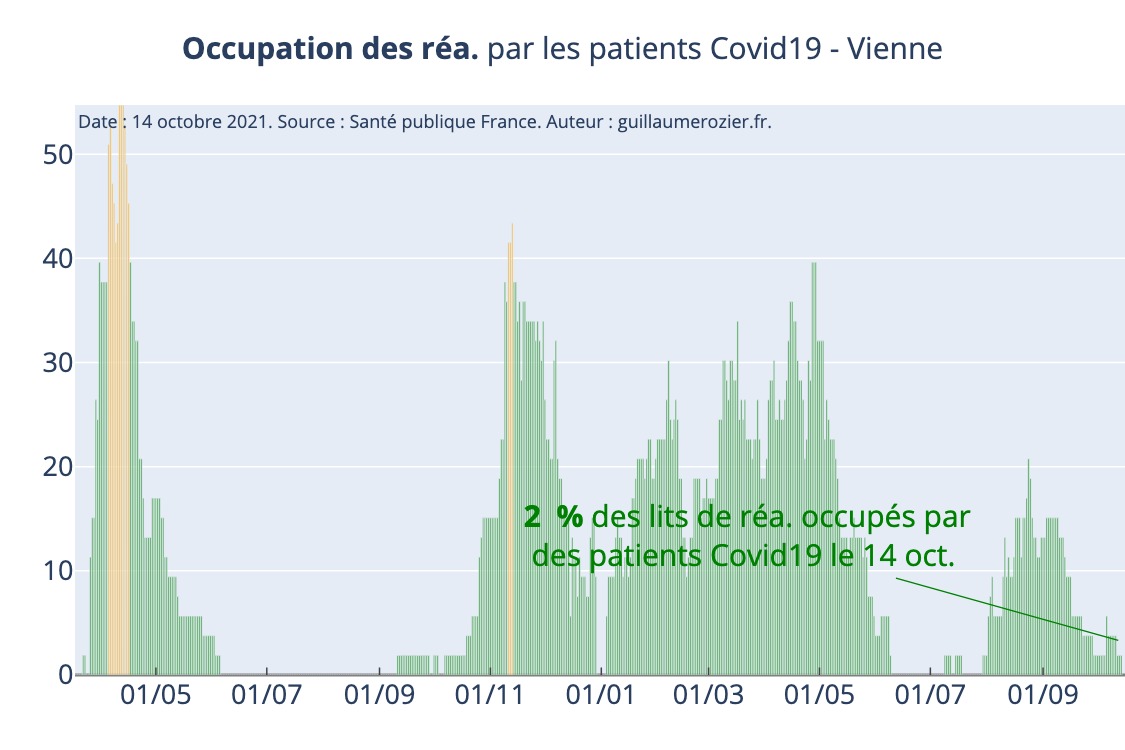 Occupation des réa. par les patients Covid19 - Vienne
Date : 14 octobre 2021. Source : Santé publique France. Auteur : guillaumerozier.fr.
50
40
30
20
10
0
2 % des lits de réa. occupés par
des patients Covid19 le 14 oct.
01/05 01/07 01/09 01/11 01/01 01/03 01/05 01/07 01/09